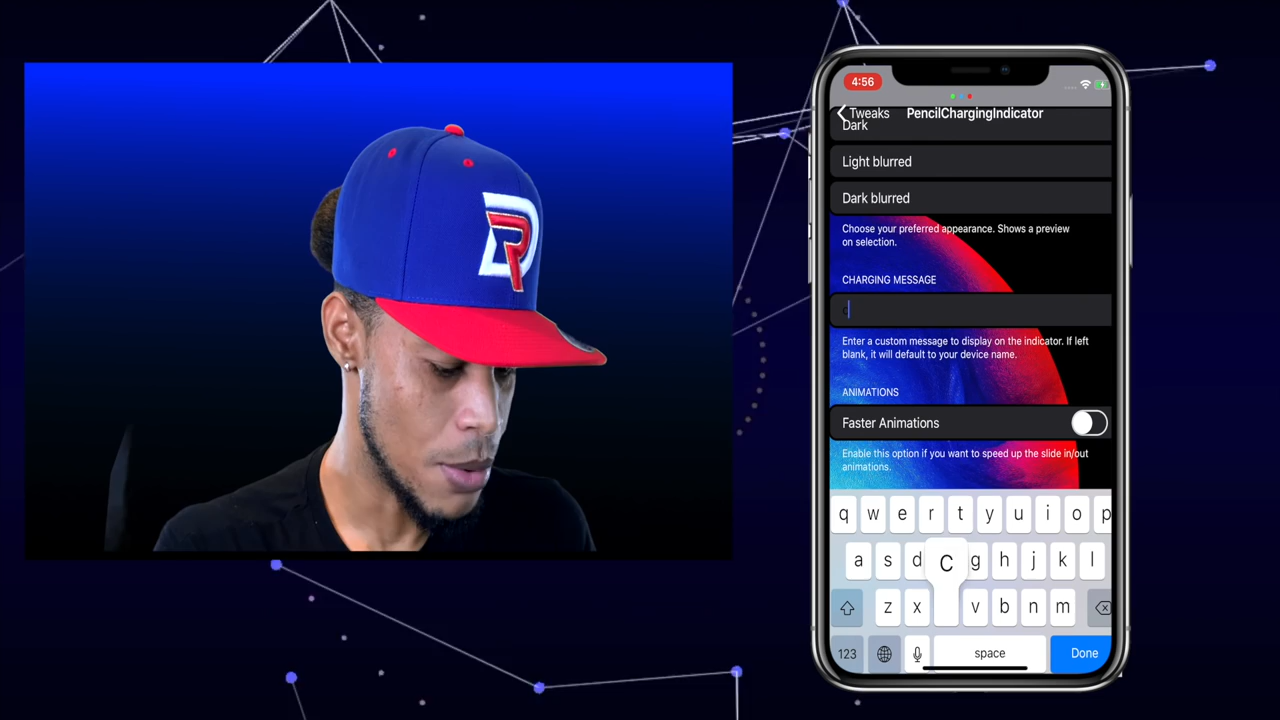 DR
4:56
Tweaks
PencilChargingIndicator
Dark
Light blurred
Dark blurred
Choose your preferred appearance. Shows a preview
on selection.
CHARGING MESSAGE
c
Enter a custom message to display on the indicator. If left
blank, it will default to your device name.
ANIMATIONS
Faster Animations
Enable this option if you want to speed up the slide in/out
animations.
q w e r t y u i o p
a s d g h j k l
C
z x v b n m
123 space Done